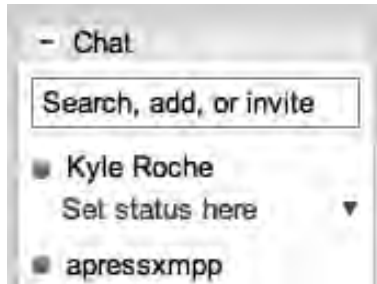 - Chat
Search, add, or invite
Kyle Roche
Set status here
apressxmpp